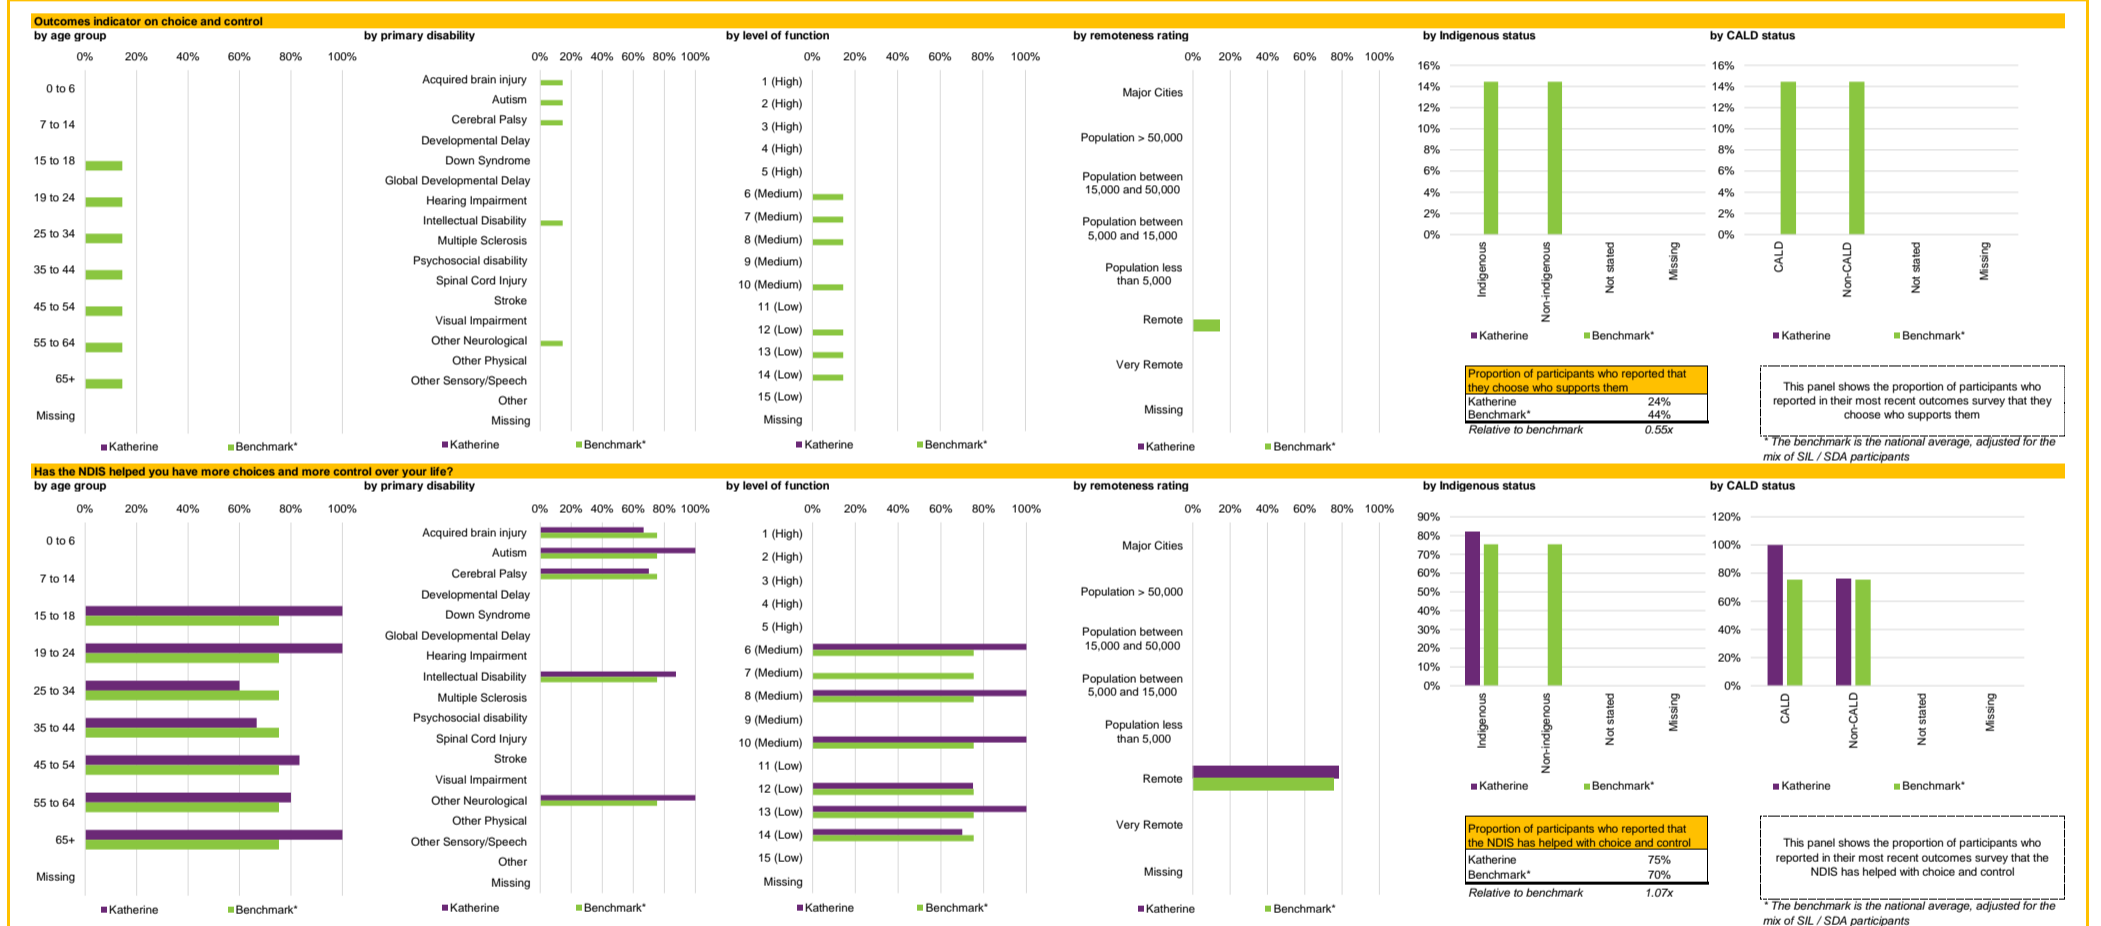 Outcomes indicator on choice and control
by age group
0% 20% 40% 60% 80% 100%
0 to 6
7 to 14
15 to 18
19 to 24
25 to 34
35 to 44
45 to 54
55 to 64
65+
Missing
Katherine Benchmark*
by primary disability
0% 20% 40% 60% 80% 100%
Acquired brain injury
Autism
Cerebral Palsy
Developmental Delay
Down Syndrome
Global Developmental Delay
Hearing Impairment
Intellectual Disability
Multiple Sclerosis
Psychosocial disability
Spinal Cord Injury
Stroke
Visual Impairment
Other Neurological
Other Physical
Other Sensory/Speech
Other
Missing
Katherine Benchmark*
by level of function
0% 20% 40% 60% 80% 100%
1 (High)
2 (High)
3 (High)
4 (High)
5 (High)
6 (Medium)
7 (Medium)
8 (Medium)
9 (Medium)
10 (Medium)
11 (Low)
12 (Low)
13 (Low)
14 (Low)
15 (Low)
Missing
Katherine Benchmark*
by remoteness rating
0% 20% 40% 60% 80% 100%
Major Cities
Population > 50,000
Population between
15,000 and 50,000
Population between
5,000 and 15,000
Population less
than 5,000
Remote
Very Remote
Missing
Katherine Benchmark*
by Indigenous status
16%
14%
12%
10%
8%
6%
4%
2%
0%
Indigenous
Non-indigenous
Not stated
Missing
Katherine Benchmark*
by CALD status
16%
14%
12%
10%
8%
6%
4%
2%
0%
CALD
Non-CALD
Not stated
Missing
Katherine Benchmark*
Proportion of participants who reported that
they choose who supports them
Katherine 24%
Benchmark* 44%
Relative to benchmark 0.55x
This panel shows the proportion of participants who
reported in their most recent outcomes survey that they
choose who supports them
* The benchmark is the national average, adjusted for the
mix of SIL / SDA participants
Has the NDIS helped you have more choices and more control over your life?
by age group
0% 20% 40% 60% 80% 100%
0 to 6
7 to 14
15 to 18
19 to 24
25 to 34
35 to 44
45 to 54
55 to 64
65+
Missing
Katherine Benchmark*
by primary disability
0% 20% 40% 60% 80% 100%
Acquired brain injury
Autism
Cerebral Palsy
Developmental Delay
Down Syndrome
Global Developmental Delay
Hearing Impairment
Intellectual Disability
Multiple Sclerosis
Psychosocial disability
Spinal Cord Injury
Stroke
Visual Impairment
Other Neurological
Other Physical
Other Sensory/Speech
Other
Missing
Katherine Benchmark*
by level of function
0% 20% 40% 60% 80% 100%
1 (High)
2 (High)
3 (High)
4 (High)
5 (High)
6 (Medium)
7 (Medium)
8 (Medium)
9 (Medium)
10 (Medium)
11 (Low)
12 (Low)
13 (Low)
14 (Low)
15 (Low)
Missing
Katherine Benchmark*
by remoteness rating
0% 20% 40% 60% 80% 100%
Major Cities
Population > 50,000
Population between
15,000 and 50,000
Population between
5,000 and 15,000
Population less
than 5,000
Remote
Very Remote
Missing
Katherine Benchmark*
by Indigenous status
90%
80%
70%
60%
50%
40%
30%
20%
10%
0%
Indigenous
Non-indigenous
Not stated
Missing
Katherine Benchmark*
by CALD status
120%
100%
80%
60%
40%
20%
0%
CALD
Non-CALD
Not stated
Missing
Katherine Benchmark*
Proportion of participants who reported that
the NDIS has helped with choice and control
Katherine 75%
Benchmark* 70%
Relative to benchmark 1.07x
This panel shows the proportion of participants who
reported in their most recent outcomes survey that the
NDIS has helped with choice and control
* The benchmark is the national average, adjusted for the
mix of SIL / SDA participants